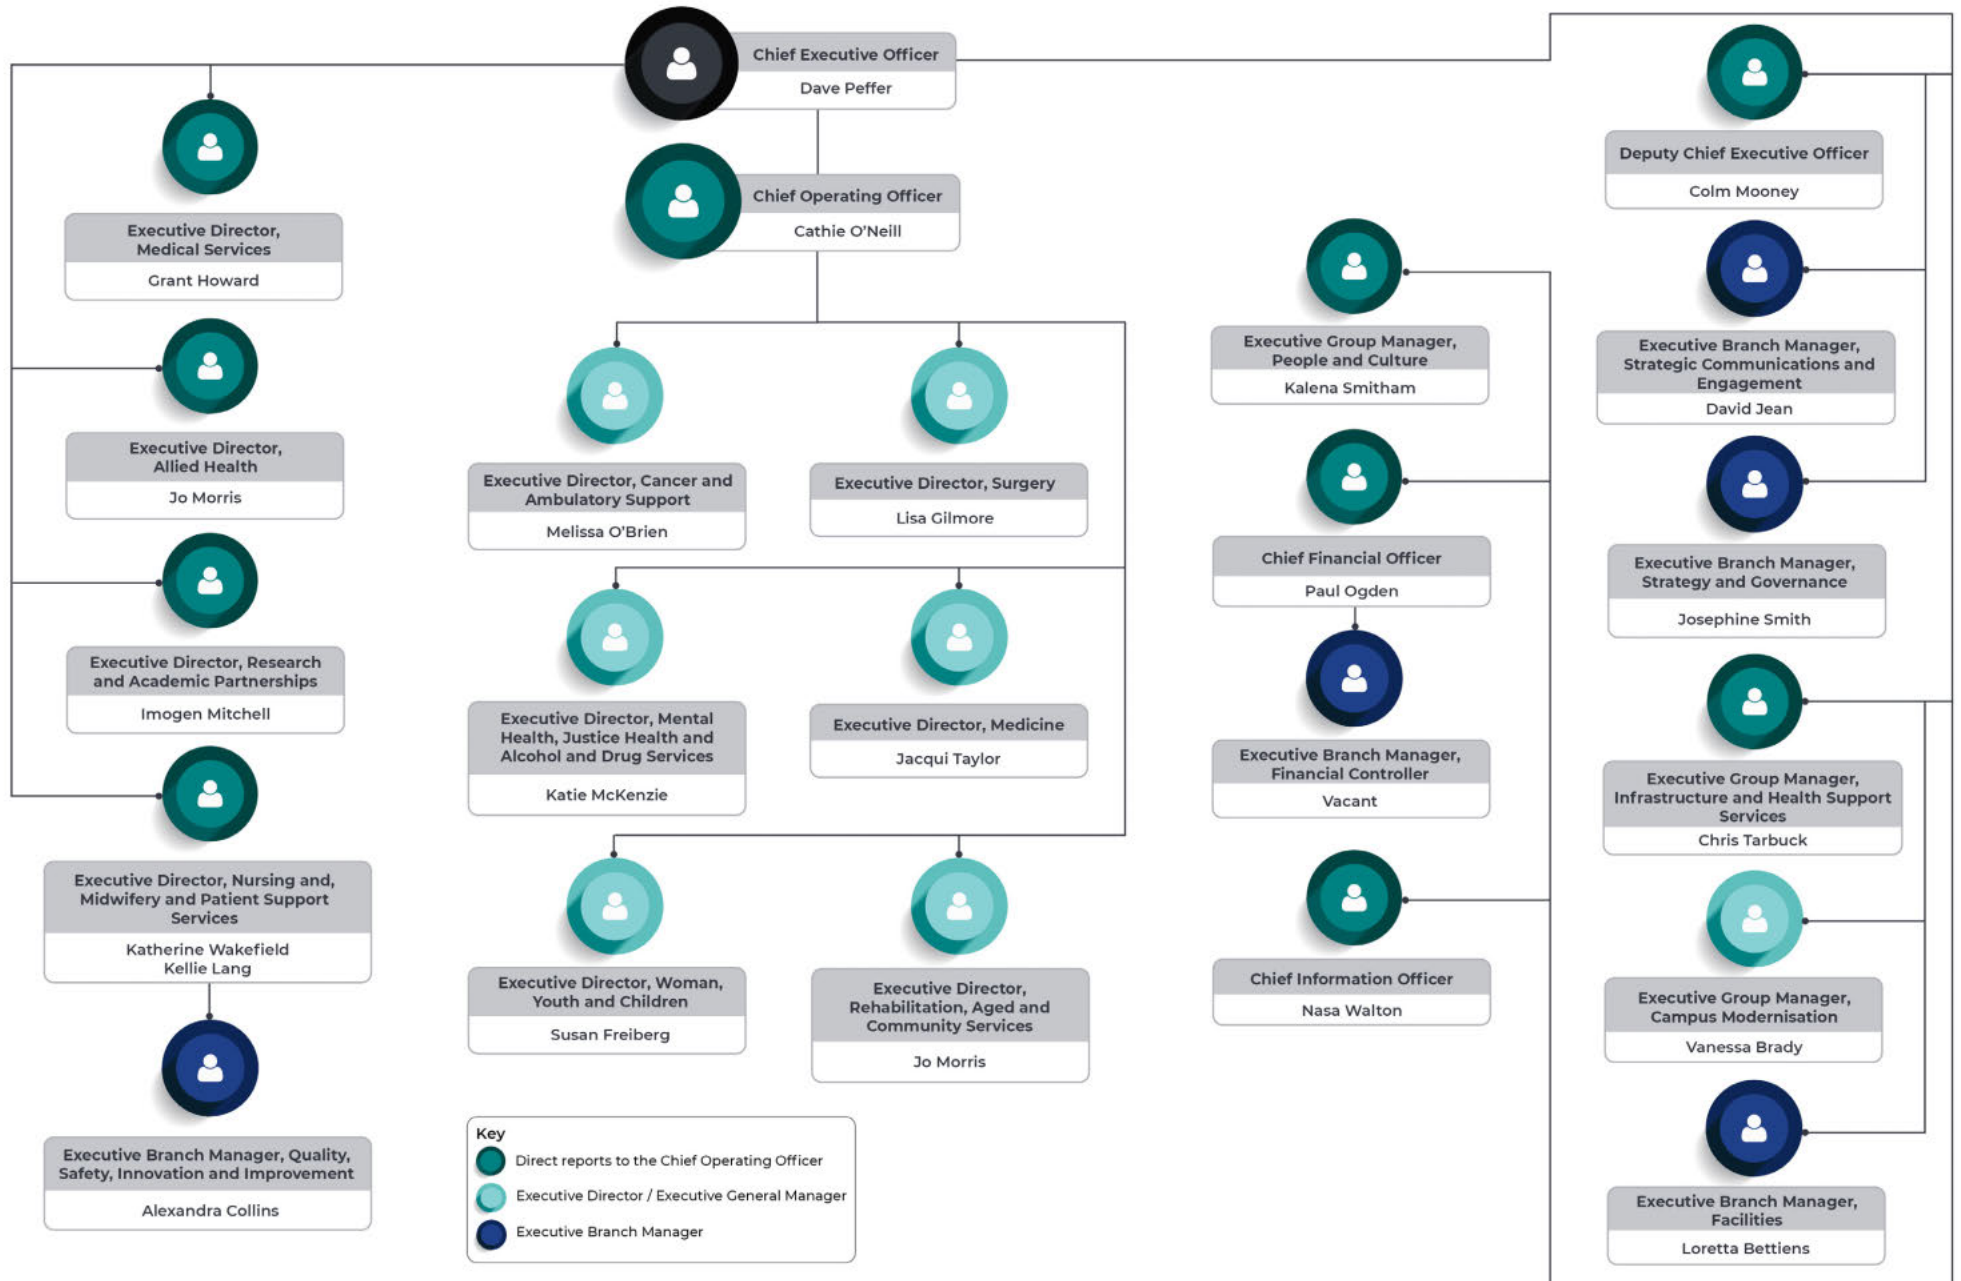 Chief Executive Officer
Dave Peffer
Chief Operating Officer
Cathie O'Neill
Executive Director,
Medical Services
Grant Howard
Executive Director,
Allied Health
Jo Morris
Executive Director, Research
and Academic Partnerships
Imogen Mitchell
Executive Director, Nursing and,
Midwifery and Patient Support
Services
Katherine Wakefield
Kellie Lang
Executive Branch Manager, Quality,
Safety, Innovation and Improvement
Alexandra Collins
Executive Director, Cancer and
Ambulatory Support
Melissa O'Brien
Executive Director, Surgery
Lisa Gilmore
Executive Director, Mental
Health, Justice Health and
Alcohol and Drug Services
Katie McKenzie
Executive Director, Medicine
Jacqui Taylor
Executive Director, Woman,
Youth and Children
Susan Freiberg
Executive Director,
Rehabilitation, Aged and
Community Services
Jo Morris
Key
Direct reports to the Chief Operating Officer
Executive Director / Executive General Manager
Executive Branch Manager
Executive Group Manager,
People and Culture
Kalena Smitham
Chief Financial Officer
Paul Ogden
Executive Branch Manager,
Financial Controller
Vacant
Chief Information Officer
Nasa Walton
Deputy Chief Executive Officer
Colm Mooney
Executive Branch Manager,
Strategic Communications and
Engagement
David Jean
Executive Branch Manager,
Strategy and Governance
Josephine Smith
Executive Group Manager,
Infrastructure and Health Support
Services
Chris Tarbuck
Executive Group Manager,
Campus Modernisation
Vanessa Brady
Executive Branch Manager,
Facilities
Loretta Bettiens